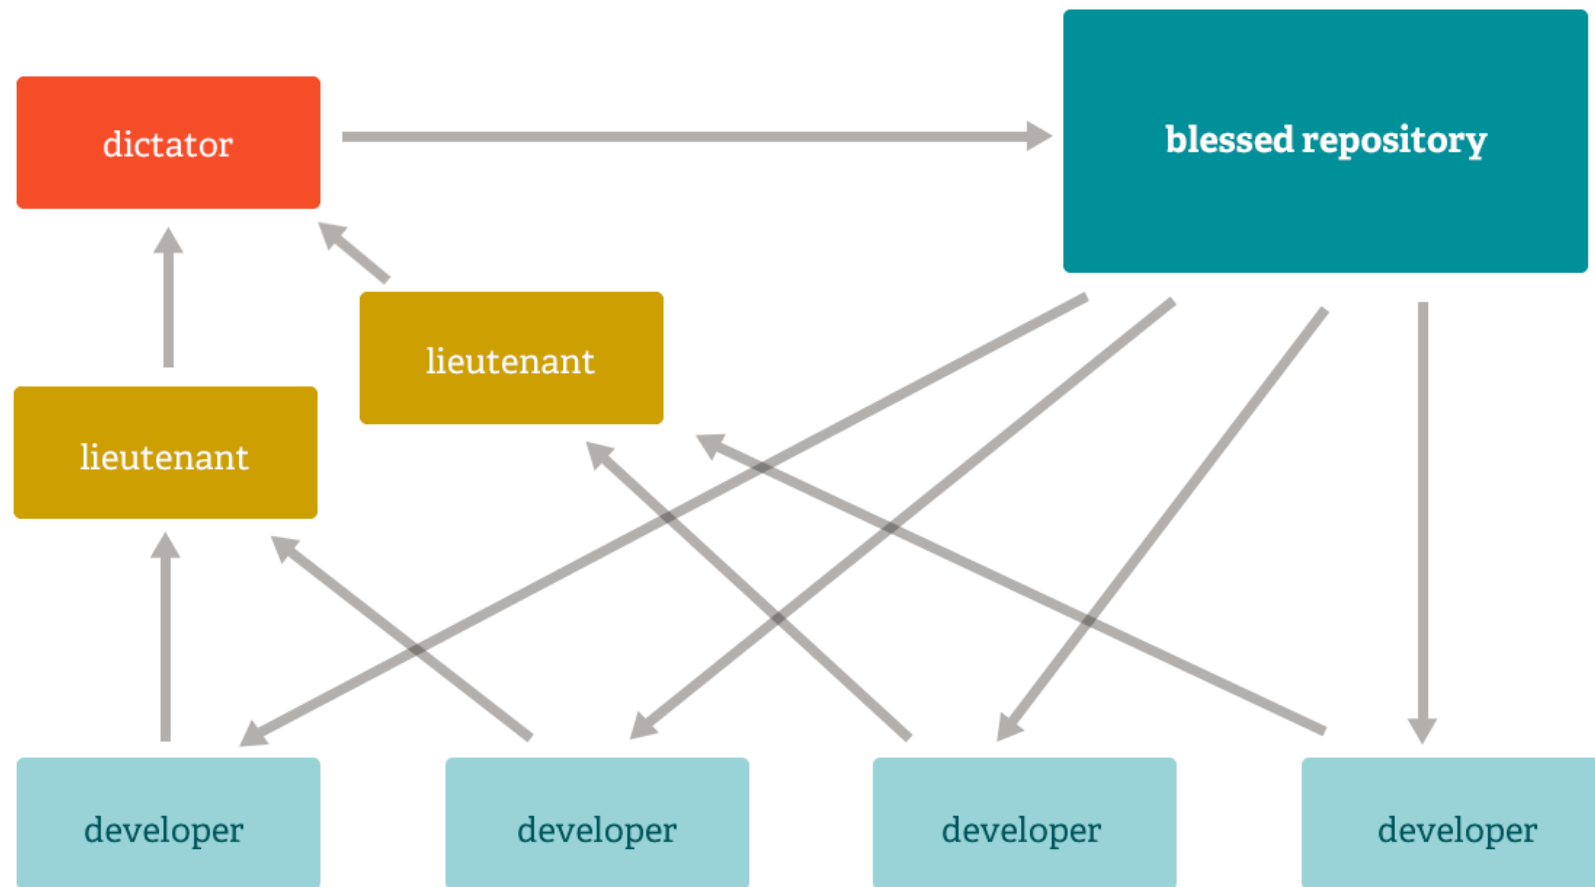 dictator
blessed repository
lieutenant
lieutenant
developer
developer
developer
developer